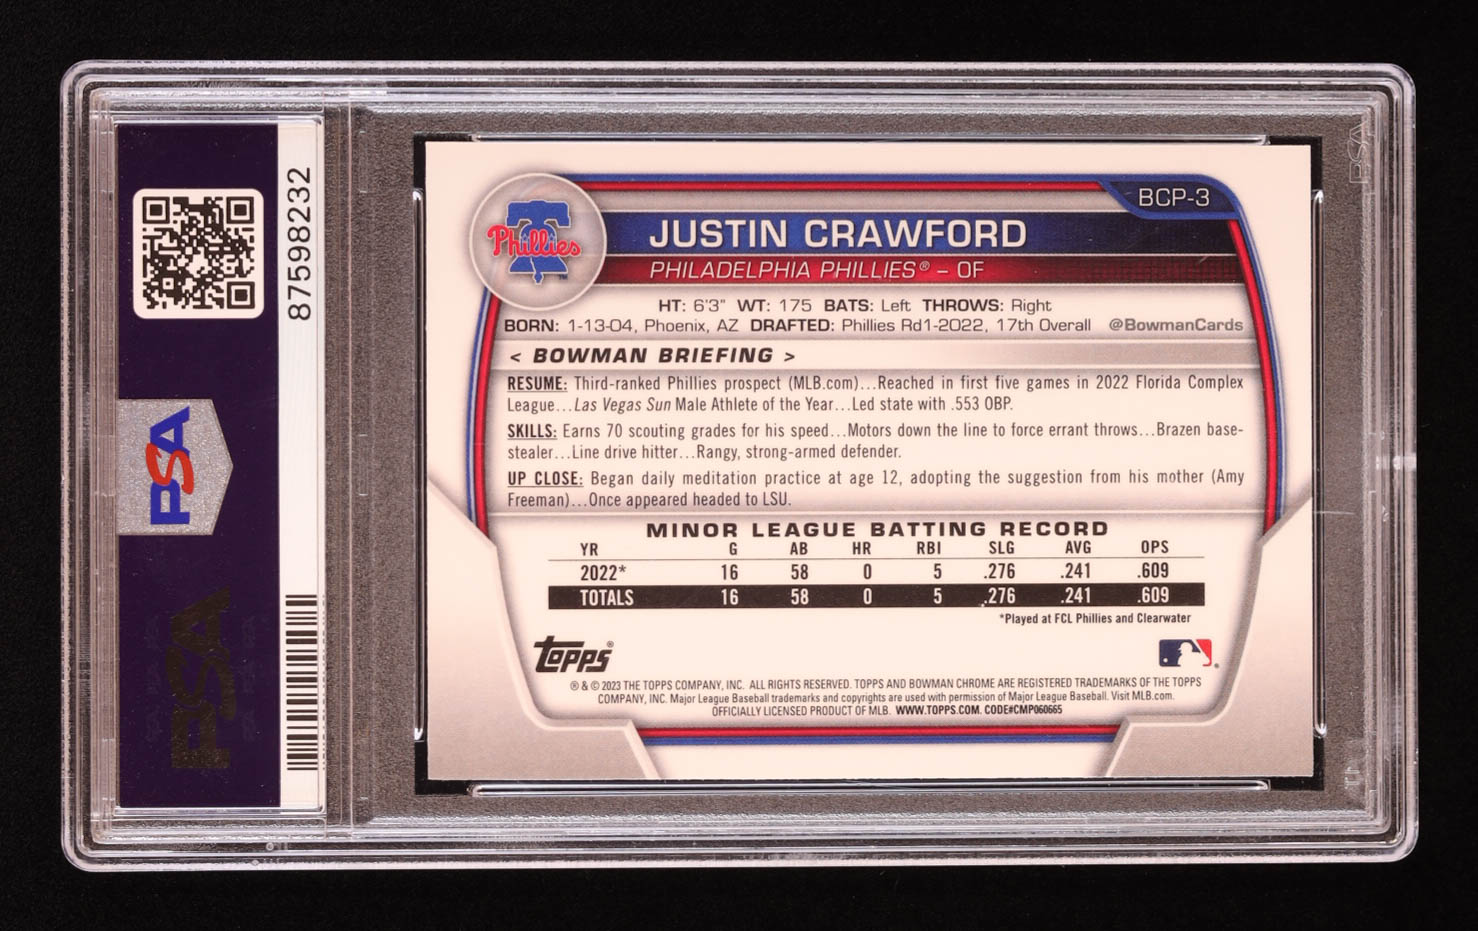 87598232
PSA
PSA
PSA
BCP-3
Phillies
JUSTIN CRAWFORD
PHILADELPHIA PHILLIES® – OF
HT: 6'3" WT: 175 BATS: Left THROWS: Right
BORN: 1-13-04, Phoenix, AZ DRAFTED: Phillies Rd1-2022, 17th Overall @BowmanCards
< BOWMAN BRIEFING >
RESUME: Third-ranked Phillies prospect (MLB.com)...Reached in first five games in 2022 Florida Complex
League...Las Vegas Sun Male Athlete of the Year...Led state with .553 OBP.
SKILLS: Earns 70 scouting grades for his speed...Motors down the line to force errant throws...Brazen base-
stealer...Line drive hitter...Rangy, strong-armed defender.
UP CLOSE: Began daily meditation practice at age 12, adopting the suggestion from his mother (Amy
Freeman)...Once appeared headed to LSU.
MINOR LEAGUE BATTING RECORD
YR G AB HR RBI SLG AVG OPS
2022* 16 58 0 5 .276 .241 .609
TOTALS 16 58 0 5 .276 .241 .609
*Played at FCL Phillies and Clearwater
Topps®
® & © 2023 THE TOPPS COMPANY, INC. ALL RIGHTS RESERVED. TOPPS AND BOWMAN CHROME ARE REGISTERED TRADEMARKS OF THE TOPPS
COMPANY, INC. Major League Baseball trademarks and copyrights are used with permission of Major League Baseball. Visit MLB.com.
OFFICIALLY LICENSED PRODUCT OF MLB. WWW.TOPPS.COM. CODE#CMP060665